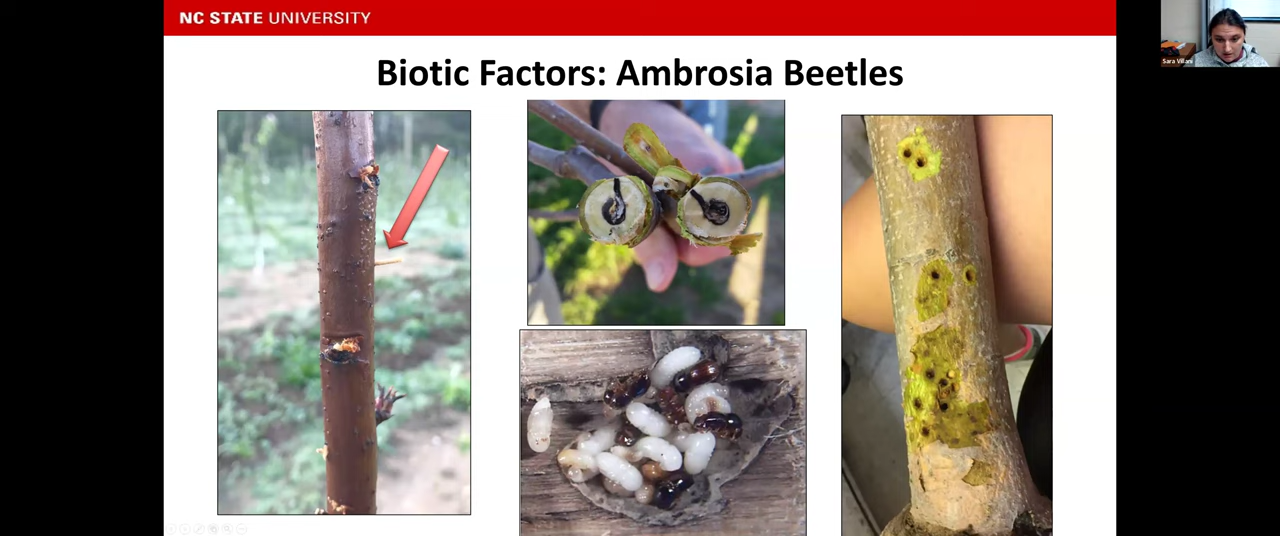 NC STATE UNIVERSITY
Biotic Factors: Ambrosia Beetles
Sara Villani